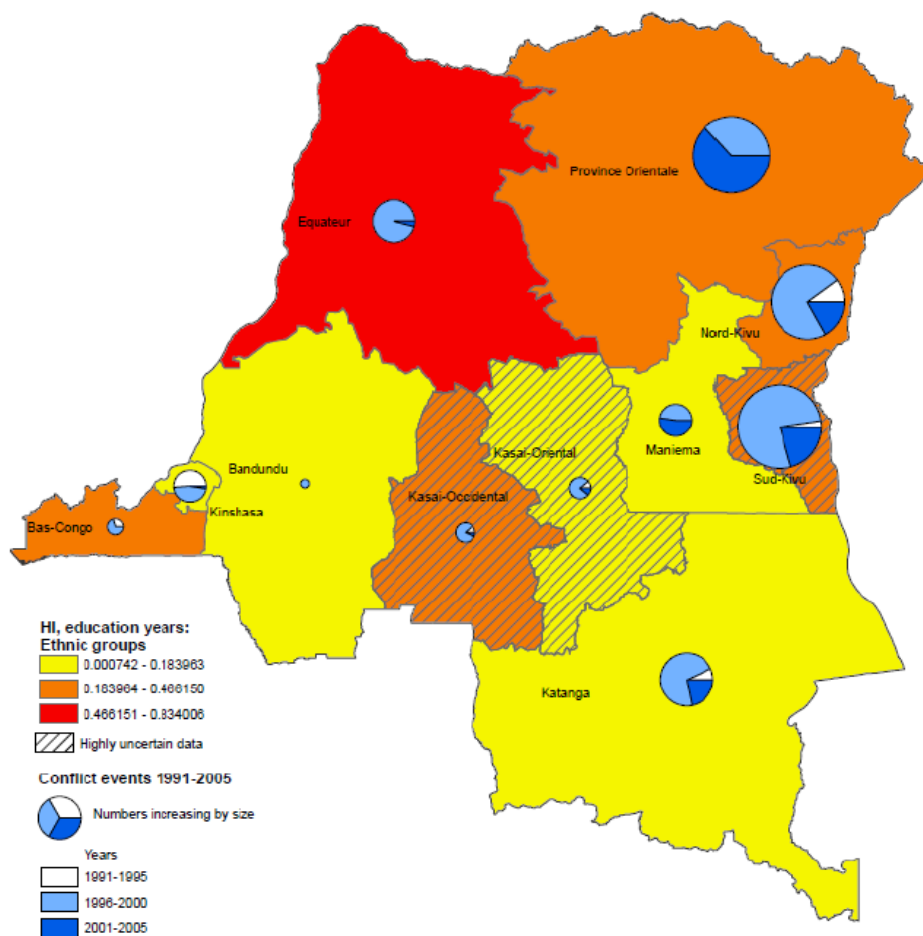 Province Orientale
Equateur
Nord-Kivu
Bandundu
Kasai-Oriental
Maniema
Sud-Kivu
Kasai-Occidental
Kinshasa
Bas-Congo
Katanga
HI, education years:
Ethnic groups
0.000742 - 0.183963
0.183964 - 0.466150
0.466151 - 0.834006
Highly uncertain data
Conflict events 1991-2005
Numbers increasing by size
Years
1991-1995
1996-2000
2001-2005